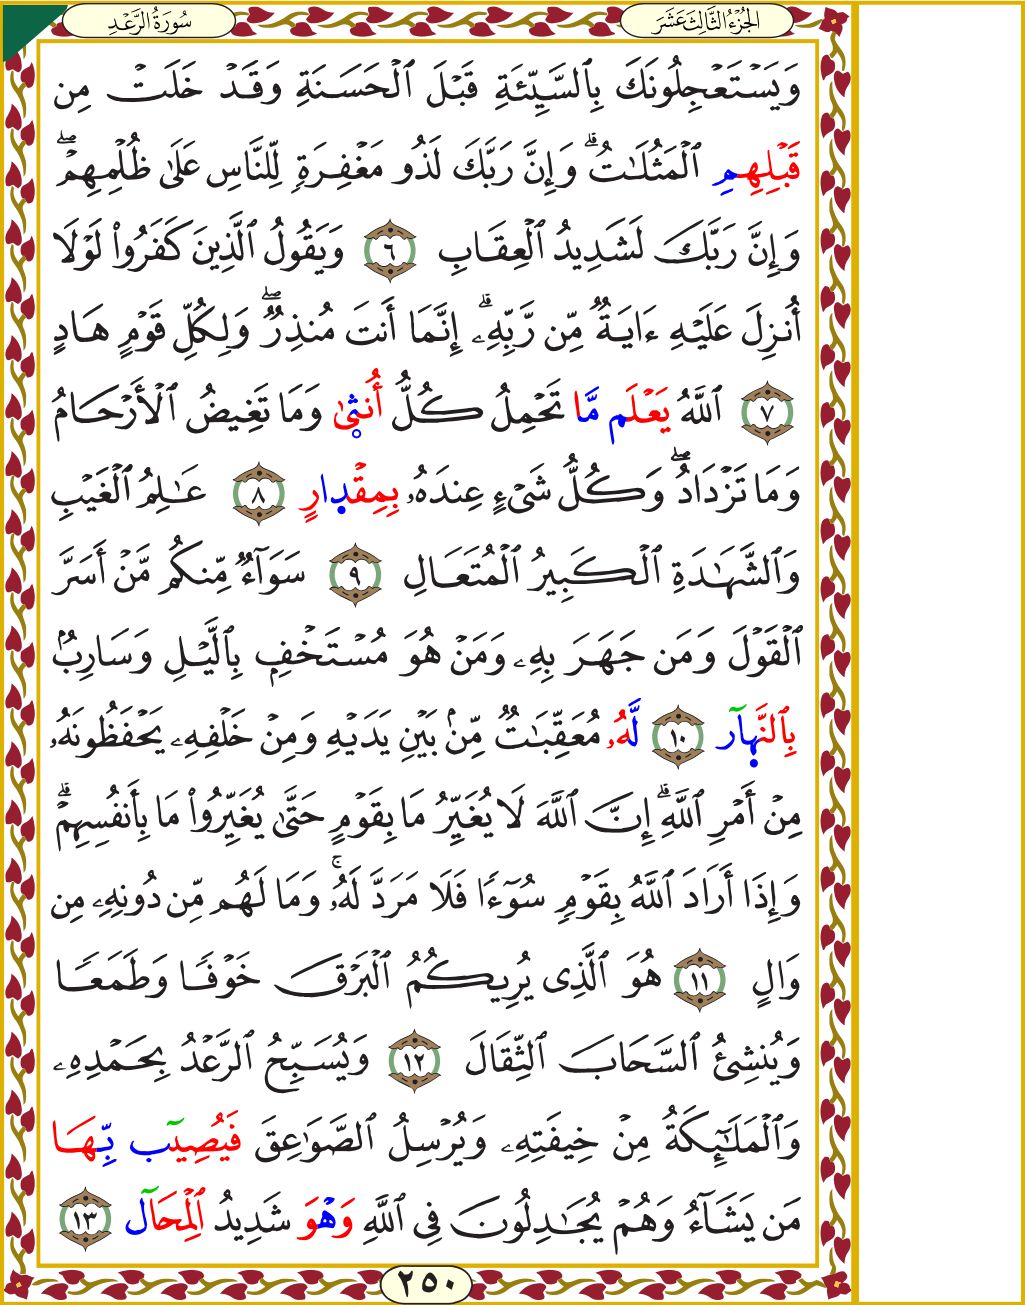 سُورَةُ الرَّعْدِ
الجُزْءُ الثَّالِثَ عَشَرَ
وَيَسْتَعْجِلُونَكَ بِٱلسَّيِّئَةِ قَبْلَ ٱلْحَسَنَةِ وَقَدْ خَلَتْ مِن
قَبْلِهِمِ ٱلْمَثُلَـٰتُ ۗ وَإِنَّ رَبَّكَ لَذُو مَغْفِرَةٍ لِّلنَّاسِ عَلَىٰ ظُلْمِهِمْ ۖ
وَإِنَّ رَبَّكَ لَشَدِيدُ ٱلْعِقَابِ ٦ وَيَقُولُ ٱلَّذِينَ كَفَرُوا۟ لَوْلَا
أُنزِلَ عَلَيْهِ ءَايَةٌ مِّن رَّبِّهِۦٓ ۗ إِنَّمَا أَنتَ مُنذِرٌ ۖ وَلِكُلِّ قَوْمٍ هَادٍ
٧ ٱللَّهُ يَعْلَم مَّا تَحْمِلُ كُلُّ أُنثَىٰ وَمَا تَغِيضُ ٱلْأَرْحَامُ
وَمَا تَزْدَادُ ۖ وَكُلُّ شَىْءٍ عِندَهُۥ بِمِقْدَارٍ ٨ عَـٰلِمُ ٱلْغَيْبِ
وَٱلشَّهَـٰدَةِ ٱلْكَبِيرُ ٱلْمُتَعَالِ ٩ سَوَآءٌ مِّنكُم مَّنْ أَسَرَّ
ٱلْقَوْلَ وَمَن جَهَرَ بِهِۦ وَمَنْ هُوَ مُسْتَخْفٍۭ بِٱلَّيْلِ وَسَارِبٌۢ
بِٱلنَّهَآر ١٠ لَّهُۥ مُعَقِّبَـٰتٌ مِّنۢ بَيْنِ يَدَيْهِ وَمِنْ خَلْفِهِۦ يَحْفَظُونَهُۥ
مِنْ أَمْرِ ٱللَّهِ ۗ إِنَّ ٱللَّهَ لَا يُغَيِّرُ مَا بِقَوْمٍ حَتَّىٰ يُغَيِّرُوا۟ مَا بِأَنفُسِهِمْ ۗ
وَإِذَا أَرَادَ ٱللَّهُ بِقَوْمٍ سُوٓءًا فَلَا مَرَدَّ لَهُۥ ۚ وَمَا لَهُم مِّن دُونِهِۦ مِن
وَالٍ ١١ هُوَ ٱلَّذِى يُرِيكُمُ ٱلْبَرْقَ خَوْفًا وَطَمَعًا
وَيُنشِئُ ٱلسَّحَابَ ٱلثِّقَالَ ١٢ وَيُسَبِّحُ ٱلرَّعْدُ بِحَمْدِهِۦ
وَٱلْمَلَـٰٓئِكَةُ مِنْ خِيفَتِهِۦ وَيُرْسِلُ ٱلصَّوَٰعِقَ فَيُصِيٓب بِّهَا
مَن يَشَآءُ وَهُمْ يُجَـٰدِلُونَ فِى ٱللَّهِ وَهْوَ شَدِيدُ ٱلْمِحَآل ١٣
٢٥٠